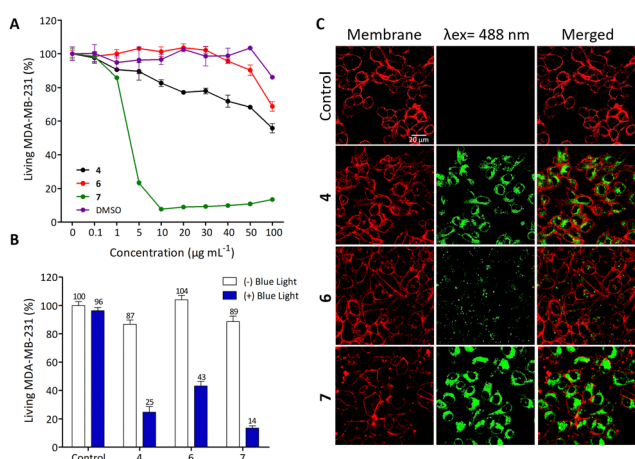 A
Living MDA-MB-231 (%)
120
100
80
60
40
20
0
4
6
7
DMSO
0 0.1 1 5 10 20 30 40 50 100
Concentration (µg mL-1)
B
Living MDA-MB-231 (%)
120
100
80
60
40
20
0
(-) Blue Light
(+) Blue Light
100 96 87 25 104 43 89 14
Control 4 6 7
C
Membrane λex= 488 nm Merged
Control
20 µm
4
6
7